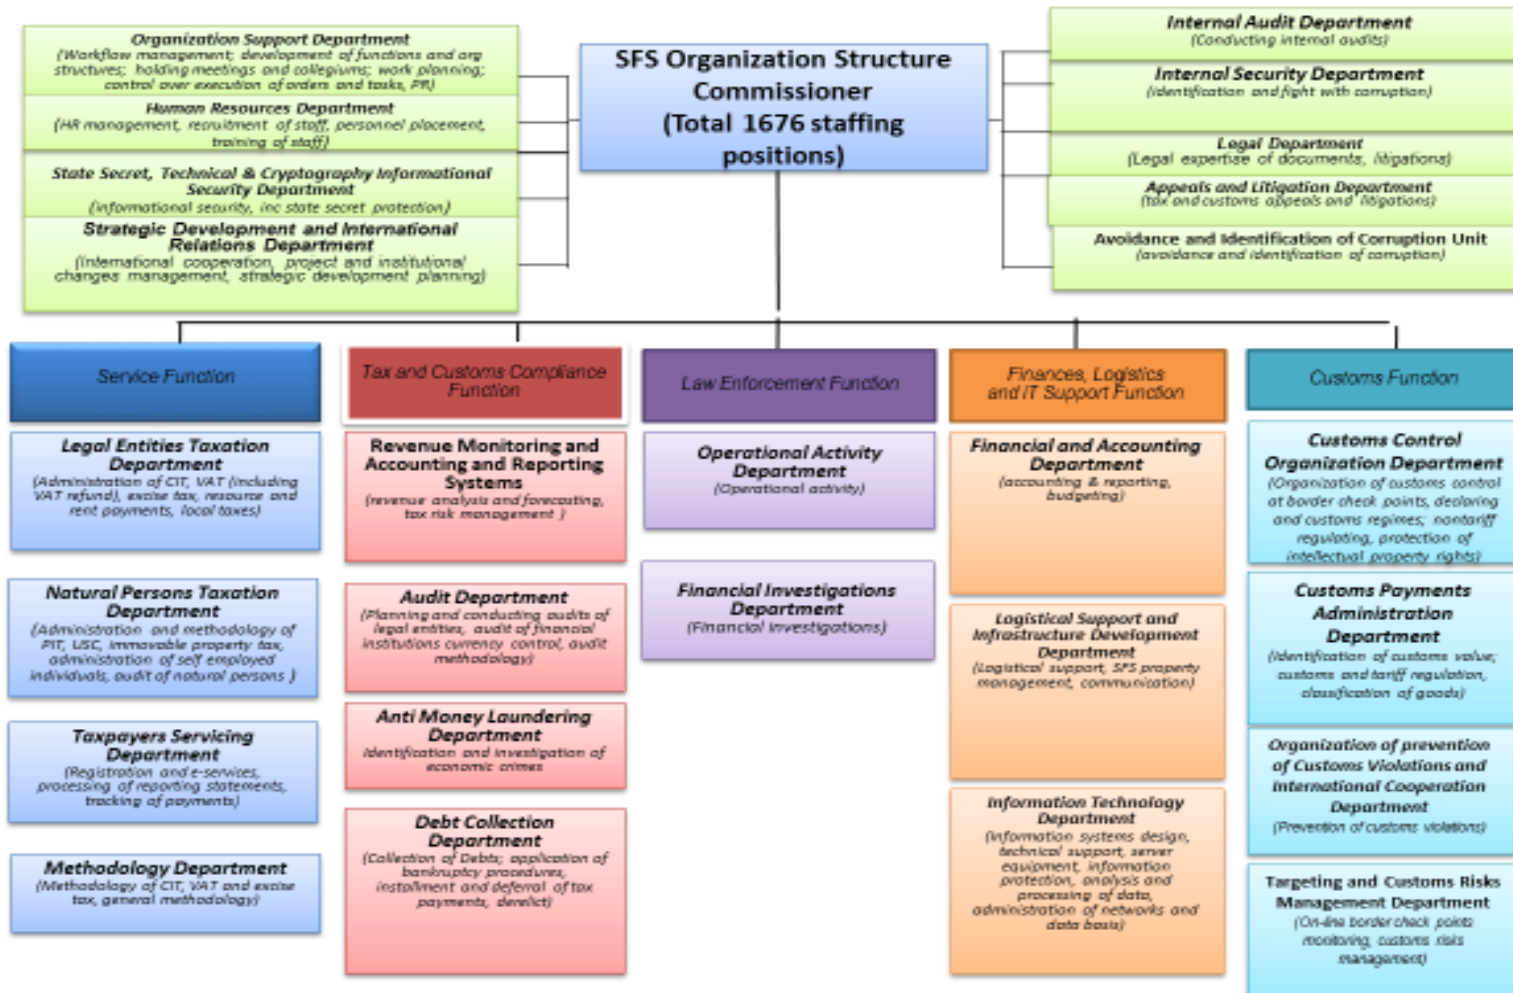 Organization Support Department
(Workflow management; development of functions and org
structures; holding meetings and collegiums; work planning;
control over execution of orders and tasks, PR)
Human Resources Department
(HR management, recruitment of staff, personnel placement,
training of staff)
State Secret, Technical & Cryptography Informational
Security Department
(informational security, inc state secret protection)
Strategic Development and International
Relations Department
(International cooperation, project and institutional
changes management, strategic development planning)
SFS Organization Structure
Commissioner
(Total 1676 staffing
positions)
Internal Audit Department
(Conducting internal audits)
Internal Security Department
(Identification and fight with corruption)
Legal Department
(Legal expertise of documents, litigations)
Appeals and Litigation Department
(tax and customs appeals and litigations)
Avoidance and Identification of Corruption Unit
(avoidance and identification of corruption)
Service Function
Legal Entities Taxation
Department
(Administration of CIT, VAT (including
VAT refund), excise tax, resource and
rent payments, local taxes)
Natural Persons Taxation
Department
(Administration and methodology of
PIT, USC, immovable property tax,
administration of self employed
individuals, audit of natural persons )
Taxpayers Servicing
Department
(Registration and e-services,
processing of reporting statements,
tracking of payments)
Methodology Department
(Methodology of CIT, VAT and excise
tax, general methodology)
Tax and Customs Compliance
Function
Revenue Monitoring and
Accounting and Reporting
Systems
(revenue analysis and forecasting,
tax risk management )
Audit Department
(Planning and conducting audits of
legal entities, audit of financial
institutions currency control, audit
methodology)
Anti Money Laundering
Department
Identification and investigation of
economic crimes
Debt Collection
Department
(Collection of Debts; application of
bankruptcy procedures,
installment and deferral of tax
payments, derelict)
Law Enforcement Function
Operational Activity
Department
(Operational activity)
Financial Investigations
Department
(Financial investigations)
Finances, Logistics
and IT Support Function
Financial and Accounting
Department
(accounting & reporting,
budgeting)
Logistical Support and
Infrastructure Development
Department
(Logistical support, SFS property
management, communication)
Information Technology
Department
(Information systems design,
technical support, server
equipment, information
protection, analysis and
processing of data,
administration of networks and
data basis)
Customs Function
Customs Control
Organization Department
(Organization of customs control
at border check points, declaring
and customs regimes; nontariff
regulating, protection of
intellectual property rights)
Customs Payments
Administration
Department
(Identification of customs value;
customs and tariff regulation,
classification of goods)
Organization of prevention
of Customs Violations and
International Cooperation
Department
(Prevention of customs violations)
Targeting and Customs Risks
Management Department
(On-line border check points
monitoring, customs risks
management)